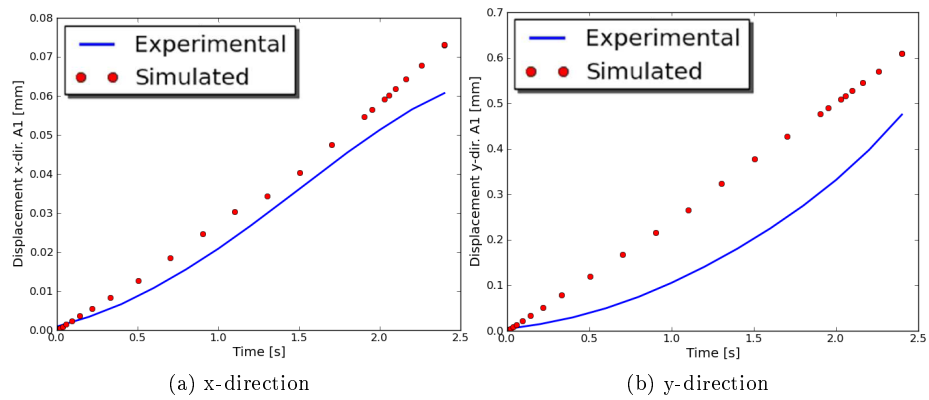 Experimental
Simulated
Displacement x-dir. A1 [mm]
0.08
0.07
0.06
0.05
0.04
0.03
0.02
0.01
0.00
0.0 0.5 1.0 1.5 2.0 2.5
Time [s]
(a) x-direction
Experimental
Simulated
Displacement y-dir. A1 [mm]
0.7
0.6
0.5
0.4
0.3
0.2
0.1
0.0
0.0 0.5 1.0 1.5 2.0 2.5
Time [s]
(b) y-direction